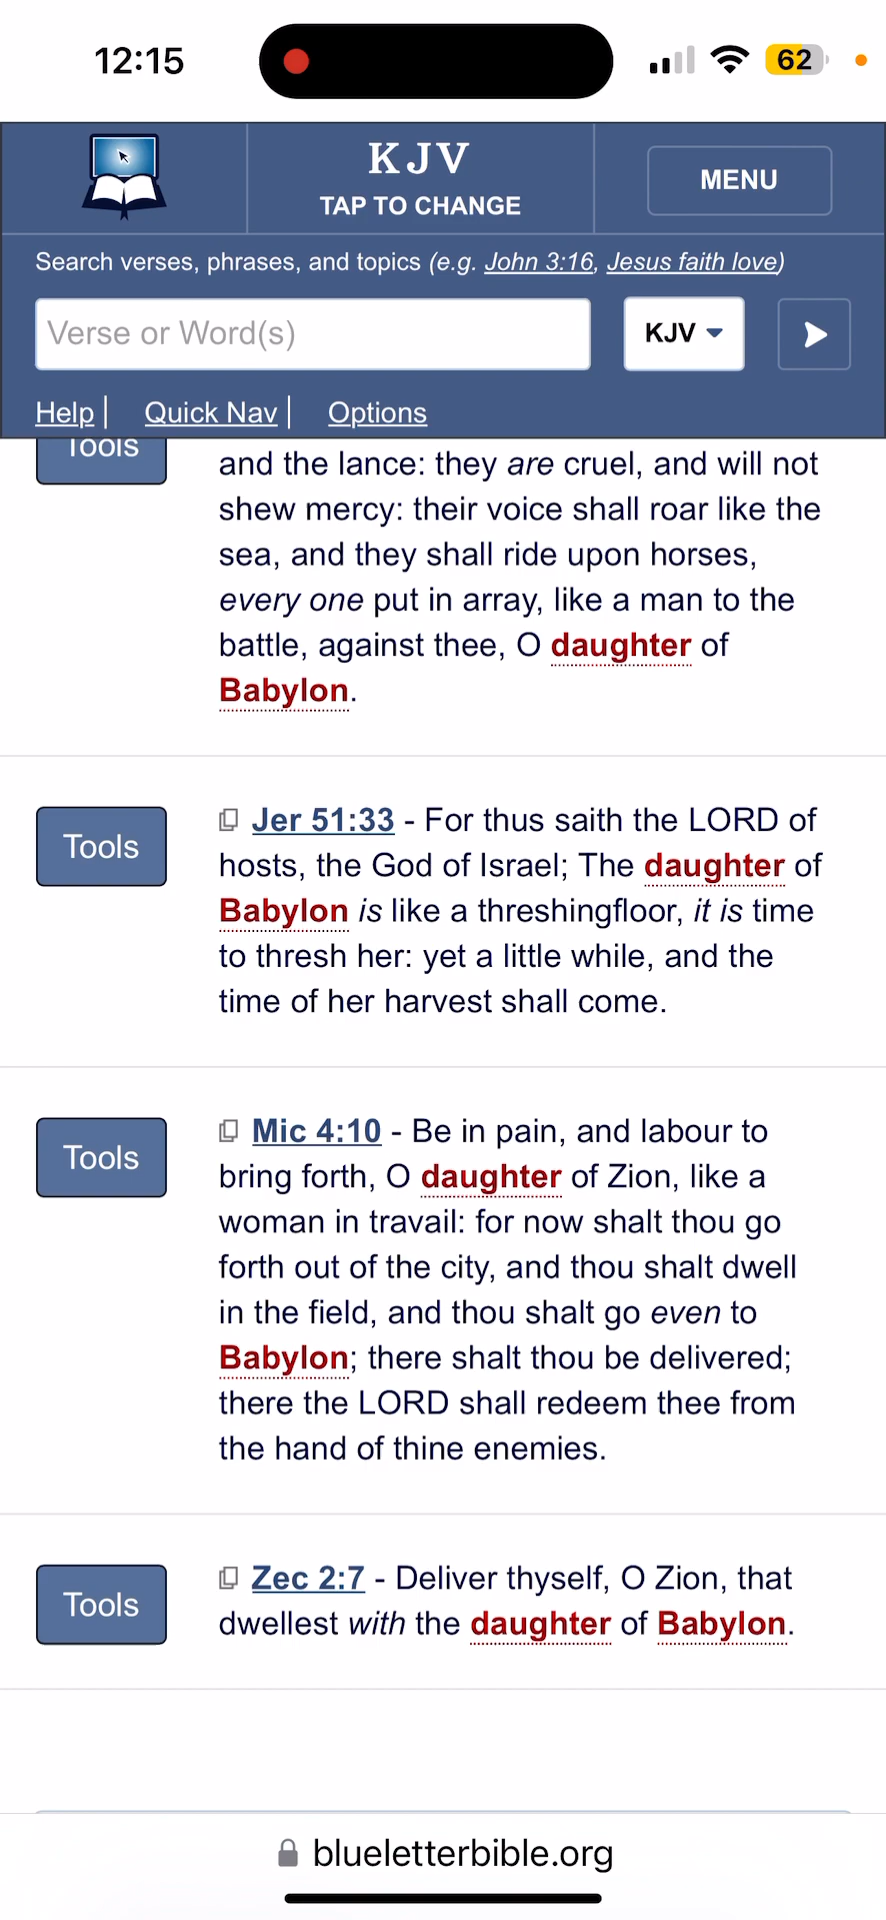 12:15
62
KJV
TAP TO CHANGE
MENU
Search verses, phrases, and topics (e.g. John 3:16, Jesus faith love)
Verse or Word(s)
KJV
Help | Quick Nav | Options
Tools
and the lance: they are cruel, and will not
shew mercy: their voice shall roar like the
sea, and they shall ride upon horses,
every one put in array, like a man to the
battle, against thee, O daughter of
Babylon.
Tools
Jer 51:33 - For thus saith the LORD of
hosts, the God of Israel; The daughter of
Babylon is like a threshingfloor, it is time
to thresh her: yet a little while, and the
time of her harvest shall come.
Tools
Mic 4:10 - Be in pain, and labour to
bring forth, O daughter of Zion, like a
woman in travail: for now shalt thou go
forth out of the city, and thou shalt dwell
in the field, and thou shalt go even to
Babylon; there shalt thou be delivered;
there the LORD shall redeem thee from
the hand of thine enemies.
Tools
Zec 2:7 - Deliver thyself, O Zion, that
dwellest with the daughter of Babylon.
blueletterbible.org